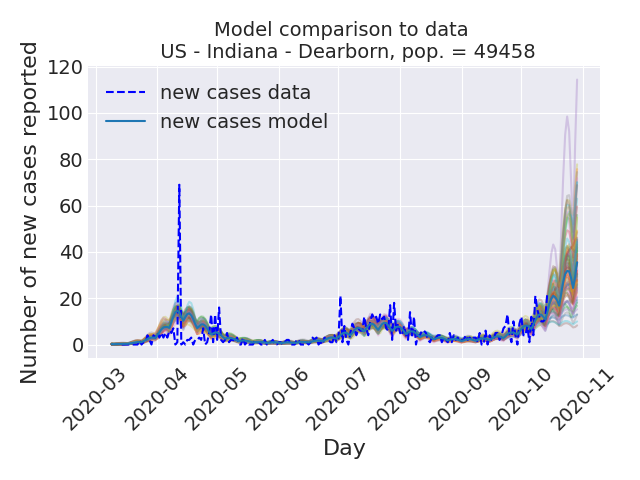 Model comparison to data
US - Indiana - Dearborn, pop. = 49458
Number of new cases reported
120
100
80
60
40
20
0
new cases data
new cases model
2020-03
2020-04
2020-05
2020-06
2020-07
2020-08
2020-09
2020-10
2020-11
Day